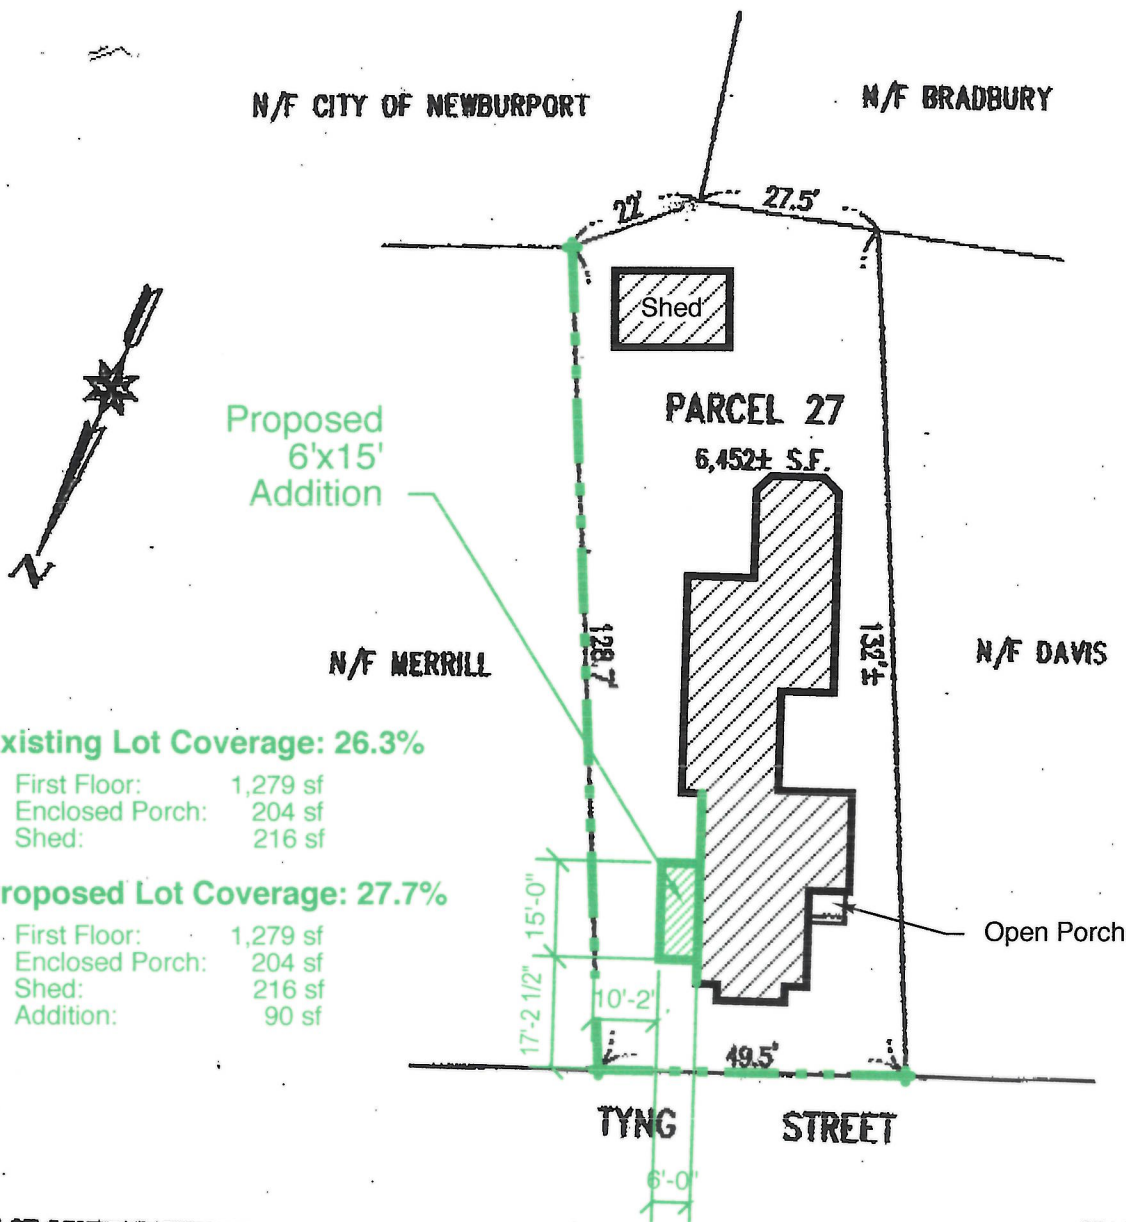 N/F CITY OF NEWBURPORT
N/F BRADBURY
22'
27.5'
Shed
PARCEL 27
6,452± S.F.
Proposed
6'x15'
Addition
N
N/F MERRILL
128.7'
132'±
N/F DAVIS
xisting Lot Coverage: 26.3%
First Floor: 1,279 sf
Enclosed Porch: 204 sf
Shed: 216 sf
roposed Lot Coverage: 27.7%
First Floor: 1,279 sf
Enclosed Porch: 204 sf
Shed: 216 sf
Addition: 90 sf
15'-0"
17'-2 1/2"
10'-2"
Open Porch
49.5'
TYNG STREET
6'-0"